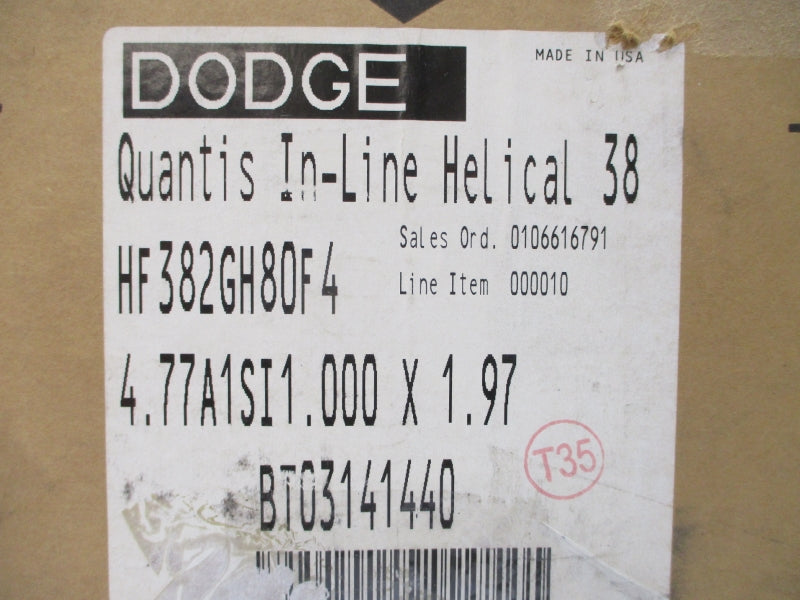 DODGE
MADE IN USA
Quantis In-Line Helical 38
Sales Ord. 0106616791
HF382GH80F4
Line Item 000010
4.77A1SI1.000 X 1.97
T35
BTO3141440